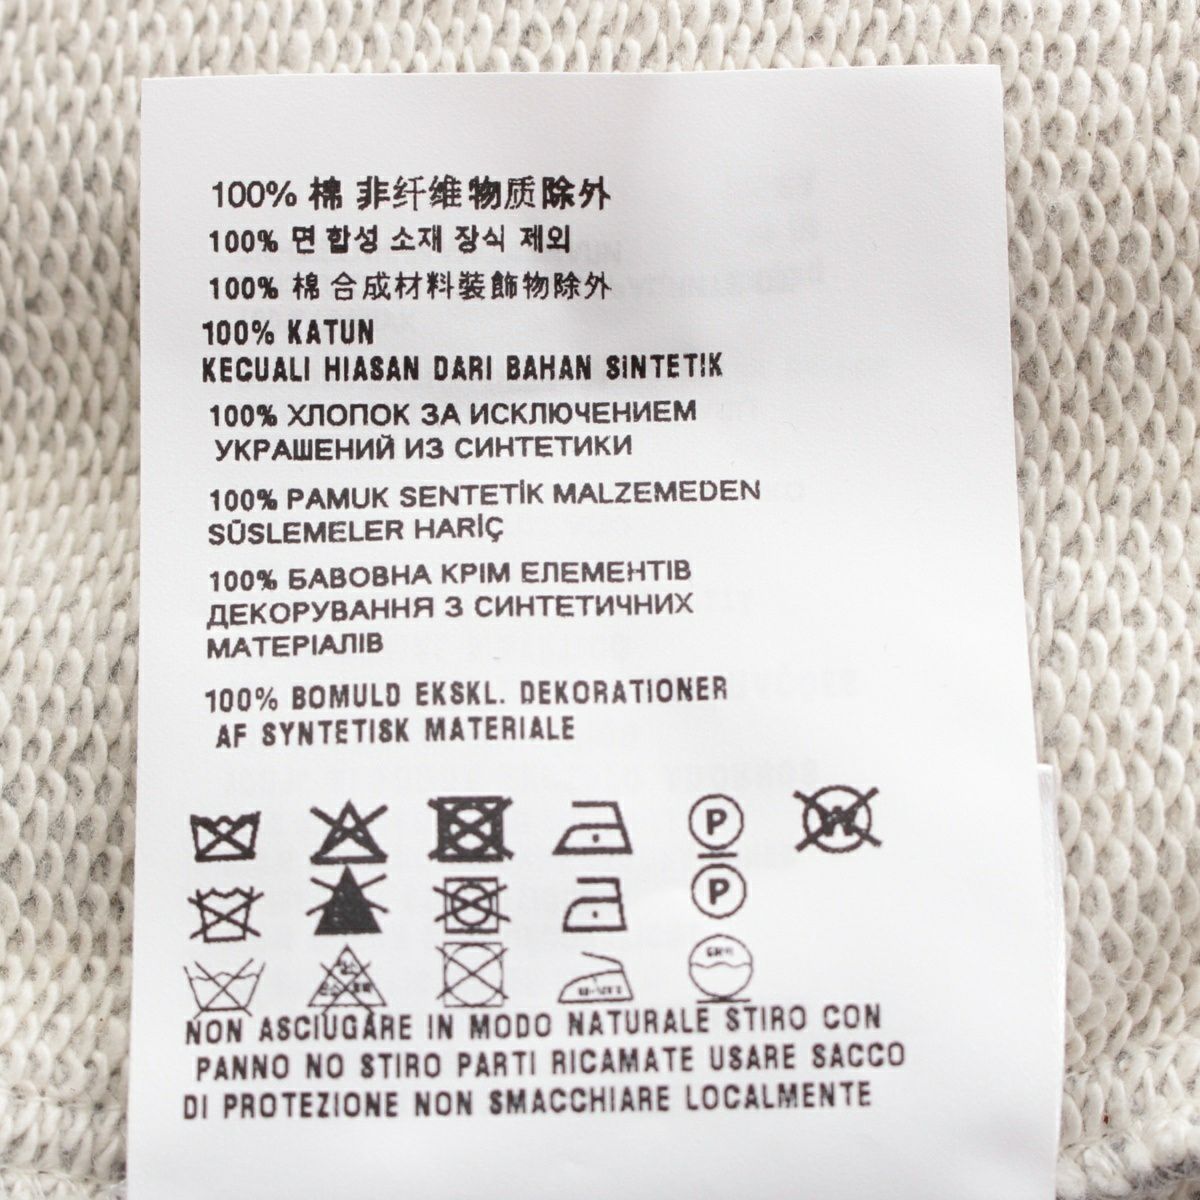 100% 棉 非纤维物质除外
100% 면 합성 소재 장식 제외
100% 棉 合成材料装飾物除外
100% KATUN
KECUALI HIASAN DARI BAHAN SİNTETİK
100% ХЛОПОК ЗА ИСКЛЮЧЕНИЕМ
УКРАШЕНИЙ ИЗ СИНТЕТИКИ
100% PAMUK SENTETİK MALZEMEDEN
SÜSLEMELER HARİÇ
100% БАВОВНА КРІМ ЕЛЕМЕНТІВ
ДЕКОРУВАННЯ З СИНТЕТИЧНИХ
МАТЕРІАЛІВ
100% BOMULD EKSKL. DEKORATIONER
AF SYNTETISK MATERIALE
P W
P
NON ASCIUGARE IN MODO NATURALE STIRO CON
PANNO NO STIRO PARTI RICAMATE USARE SACCO
DI PROTEZIONE NON SMACCHIARE LOCALMENTE